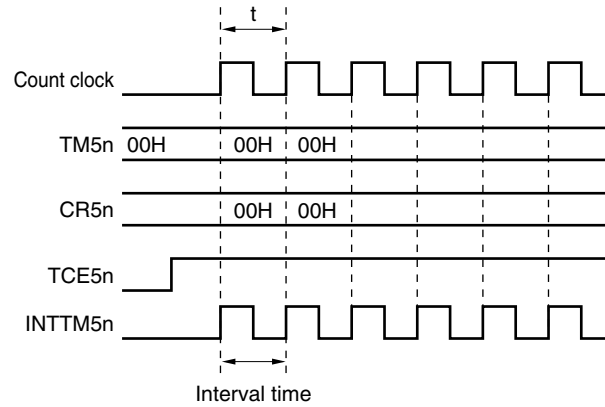 t
Count clock
TM5n 00H 00H 00H
CR5n 00H 00H
TCE5n
INTTM5n
Interval time